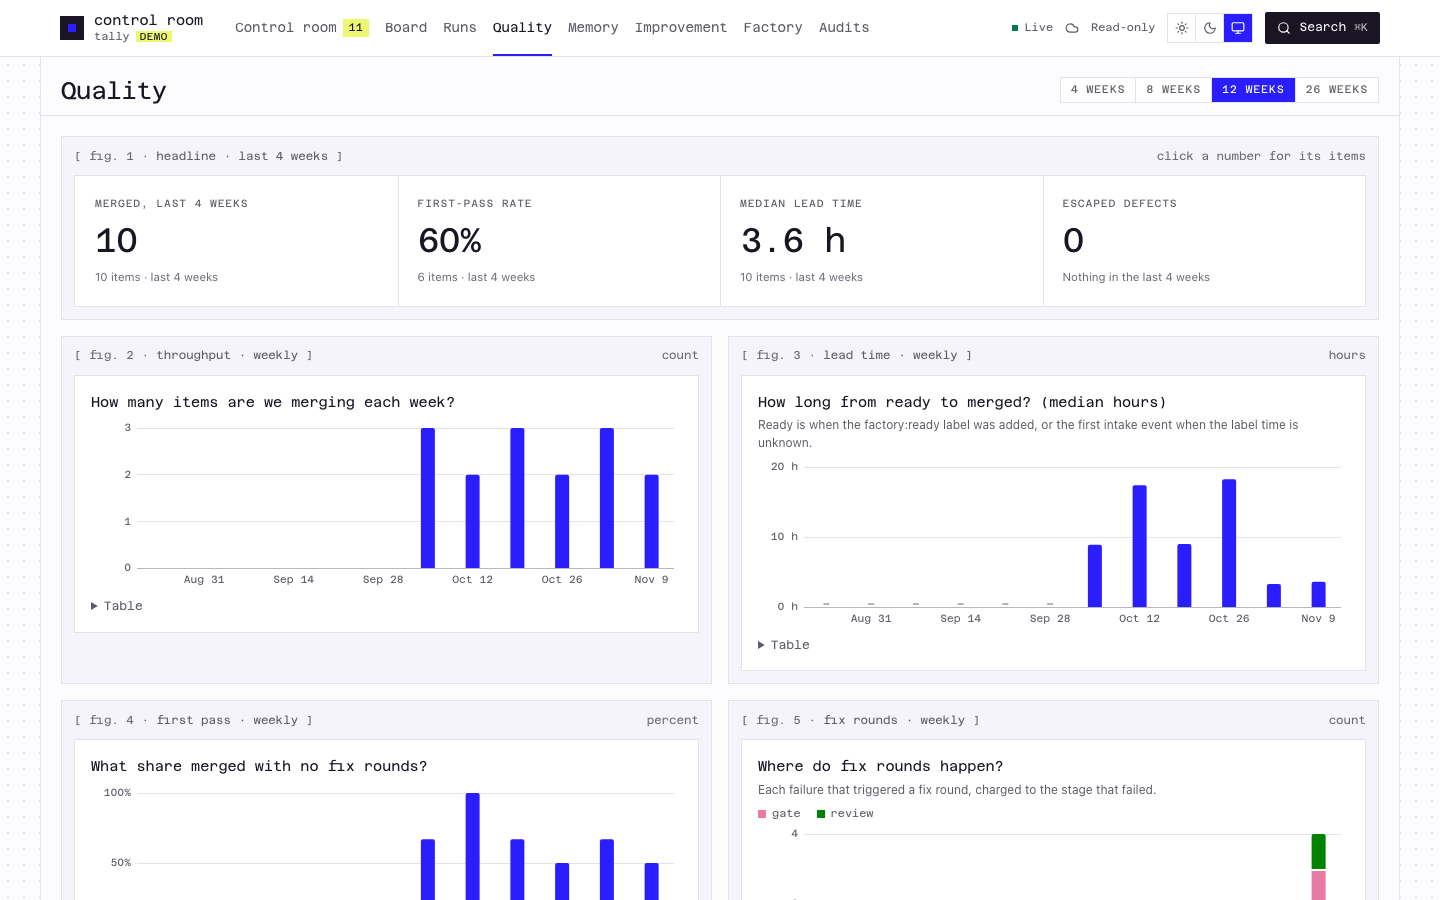 control room
tally DEMO
Control room 11 Board Runs Quality Memory Improvement Factory Audits
Live Read-only Search ⌘K
Quality
4 WEEKS 8 WEEKS 12 WEEKS 26 WEEKS
[ fig. 1 · headline · last 4 weeks ]
click a number for its items
MERGED, LAST 4 WEEKS
10
10 items · last 4 weeks
FIRST-PASS RATE
60%
6 items · last 4 weeks
MEDIAN LEAD TIME
3.6 h
10 items · last 4 weeks
ESCAPED DEFECTS
0
Nothing in the last 4 weeks
[ fig. 2 · throughput · weekly ]
count
How many items are we merging each week?
3
2
1
0
Aug 31 Sep 14 Sep 28 Oct 12 Oct 26 Nov 9
Table
[ fig. 3 · lead time · weekly ]
hours
How long from ready to merged? (median hours)
Ready is when the factory:ready label was added, or the first intake event when the label time is
unknown.
20 h
10 h
0 h
Aug 31 Sep 14 Sep 28 Oct 12 Oct 26 Nov 9
Table
[ fig. 4 · first pass · weekly ]
percent
What share merged with no fix rounds?
100%
50%
[ fig. 5 · fix rounds · weekly ]
count
Where do fix rounds happen?
Each failure that triggered a fix round, charged to the stage that failed.
gate review
4